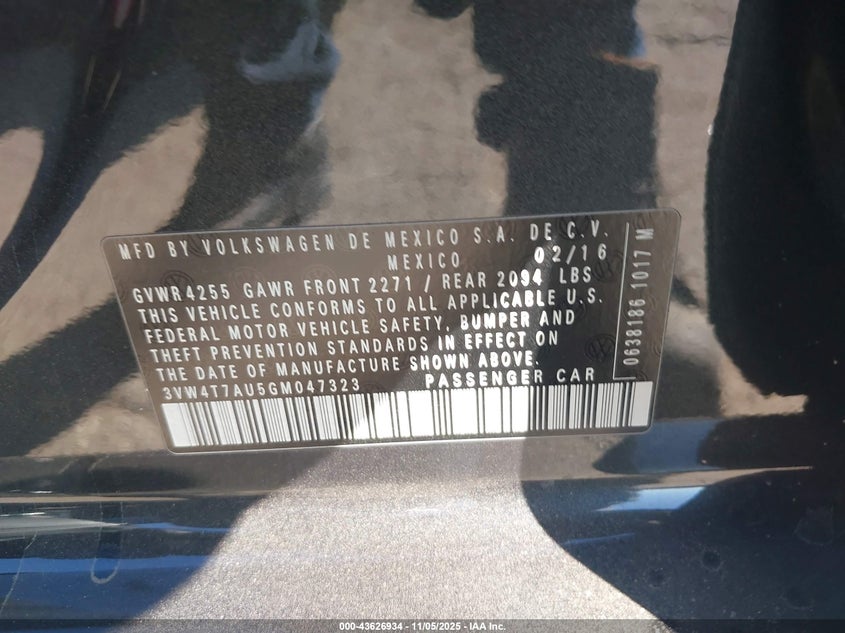 MFD BY VOLKSWAGEN DE MEXICO S.A. DE C.V.
MEXICO 02/16
GVWR4255 GAWR FRONT 2271 / REAR 2094 LBS
THIS VEHICLE CONFORMS TO ALL APPLICABLE U.S.
FEDERAL MOTOR VEHICLE SAFETY, BUMPER AND
THEFT PREVENTION STANDARDS IN EFFECT ON
THE DATE OF MANUFACTURE SHOWN ABOVE.
3VW4T7AU5GM047323 PASSENGER CAR
0638186 1017 M
000-43626934 - 11/05/2025 - IAA Inc.